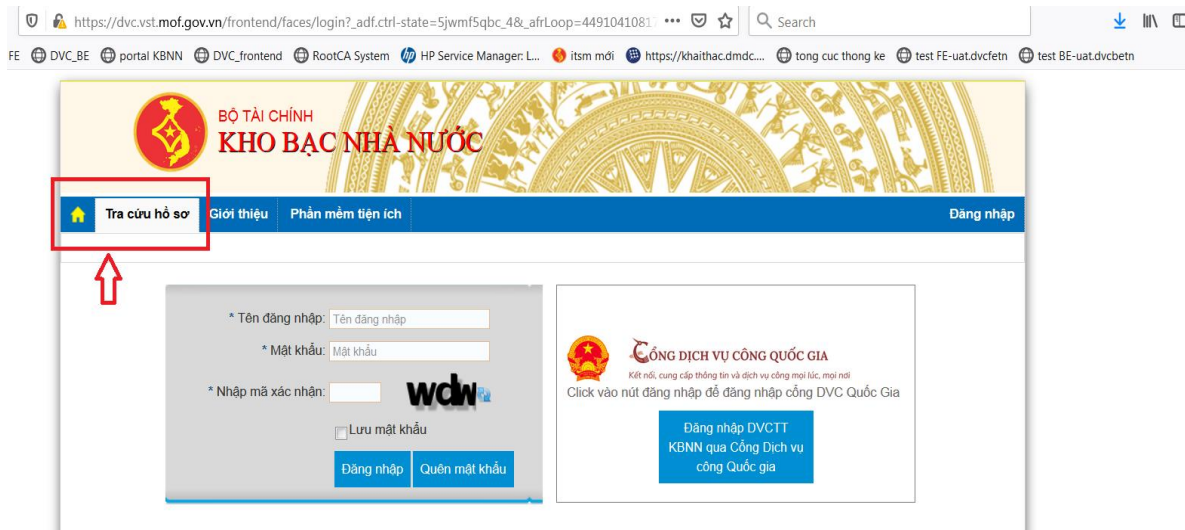 https://dvc.vst.mof.gov.vn/frontend/faces/login?_adf.ctrl-state=5jwmf5qbc_4&_afrLoop=4491041081 Search
FE DVC_BE portal KBNN DVC_frontend RootCA System HP Service Manager: L... itsm mới https://khaithac.dmdc.... tong cuc thong ke test FE-uat.dvcfetn test BE-uat.dvcbetn
BỘ TÀI CHÍNH
KHO BẠC NHÀ NƯỚC
Tra cứu hồ sơ Giới thiệu Phần mềm tiện ích Đăng nhập
* Tên đăng nhập: Tên đăng nhập
* Mật khẩu: Mật khẩu
* Nhập mã xác nhận: wdw
Lưu mật khẩu
Đăng nhập Quên mật khẩu
CỔNG DỊCH VỤ CÔNG QUỐC GIA
Kết nối, cung cấp thông tin và dịch vụ công mọi lúc, mọi nơi
Click vào nút đăng nhập để đăng nhập cổng DVC Quốc Gia
Đăng nhập DVCTT
KBNN qua Cổng Dịch vụ
công Quốc gia